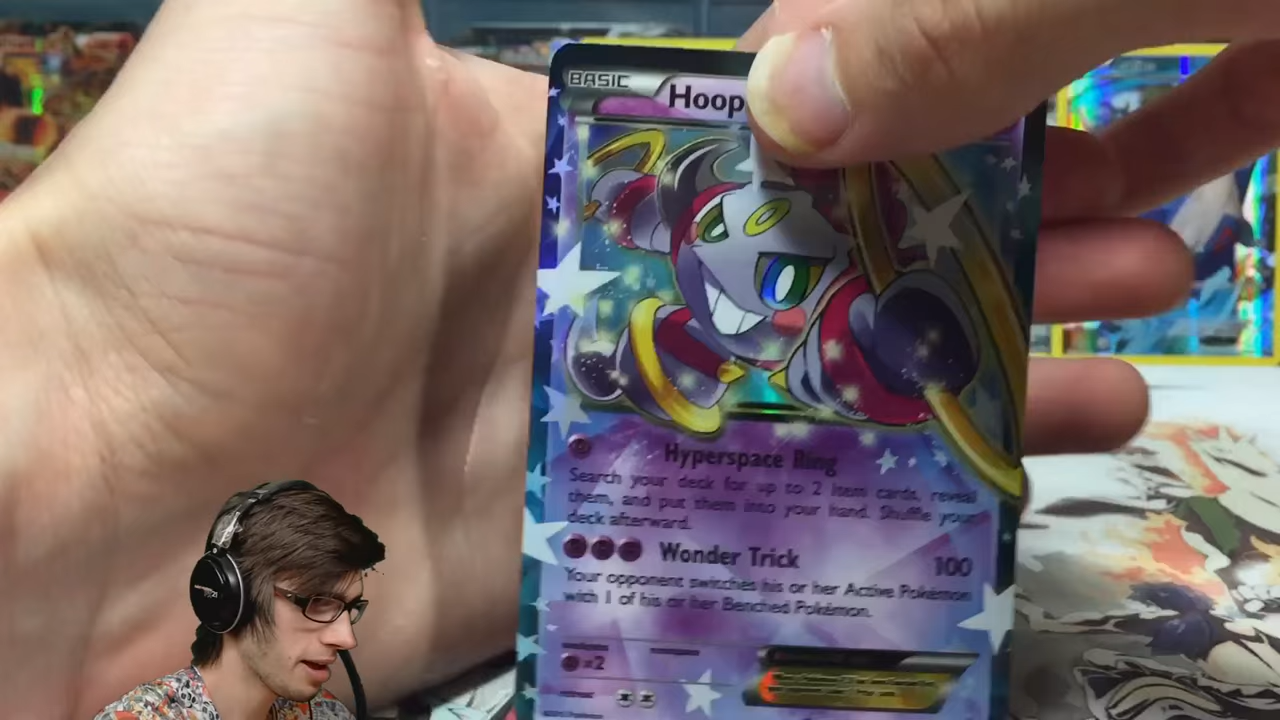 BASIC
Hoop
Hyperspace Ring
Search your deck for up to 2 Item cards, reveal
them, and put them into your hand. Shuffle your
deck afterward.
Wonder Trick 100
Your opponent switches his or her Active Pokémon
with 1 of his or her Benched Pokémon.
×2